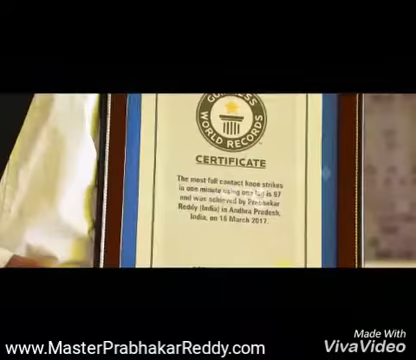 GUINNESS
WORLD RECORDS
CERTIFICATE
The most full contact knee strikes
in one minute using one leg is 97
and was achieved by Prabhakar
Reddy (India) in Andhra Pradesh,
India, on 15 March 2017.
www.MasterPrabhakarReddy.com
Made With
VivaVideo